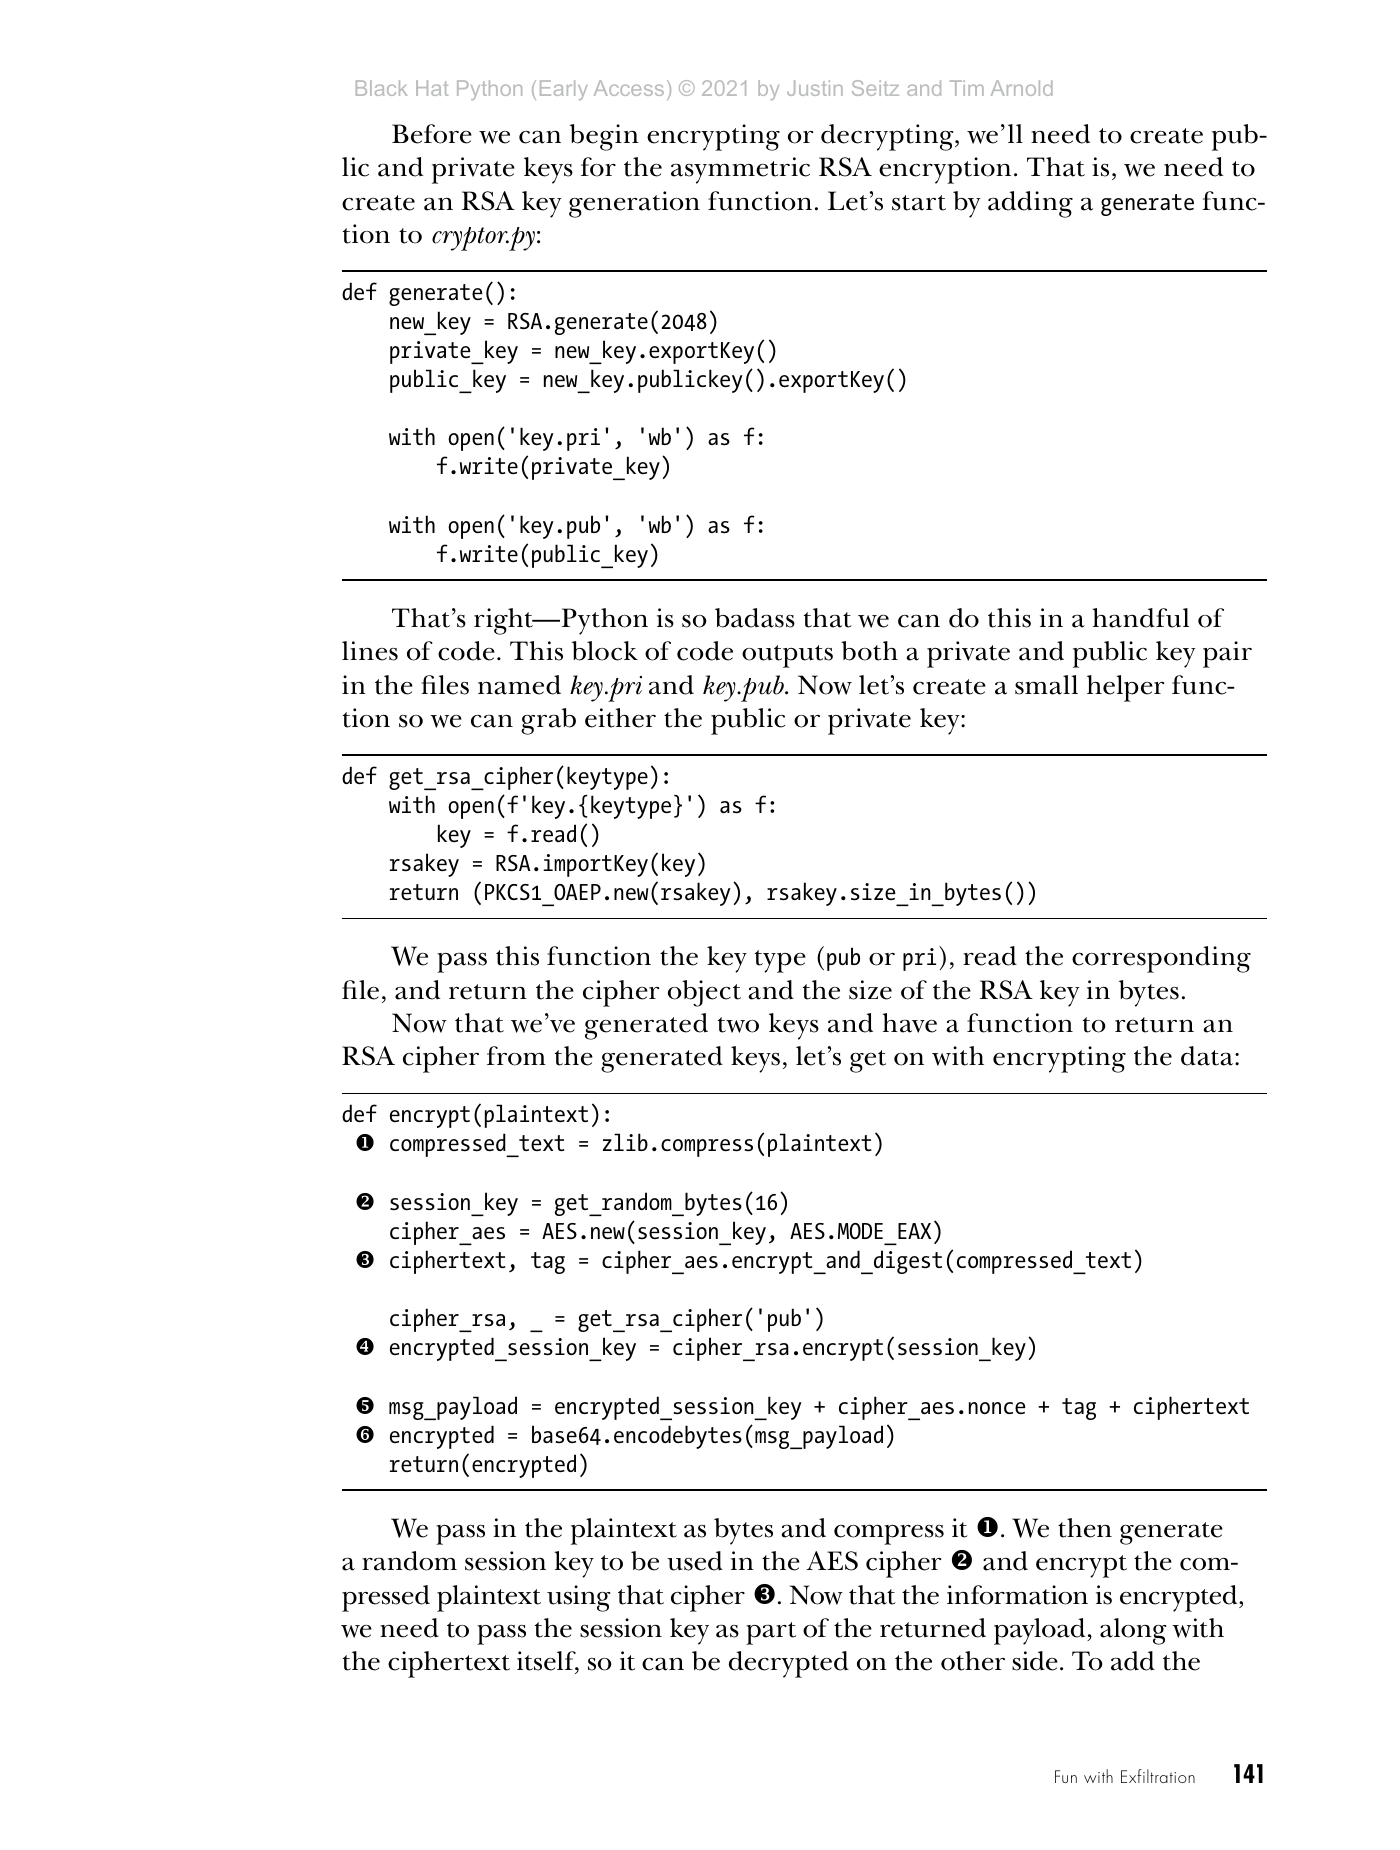 Black Hat Python (Early Access) © 2021 by Justin Seitz and Tim Arnold
Before we can begin encrypting or decrypting, we’ll need to create pub-
lic and private keys for the asymmetric RSA encryption. That is, we need to
create an RSA key generation function. Let’s start by adding a generate func-
tion to cryptor.py:
def generate():
    new_key = RSA.generate(2048)
    private_key = new_key.exportKey()
    public_key = new_key.publickey().exportKey()

    with open('key.pri', 'wb') as f:
        f.write(private_key)

    with open('key.pub', 'wb') as f:
        f.write(public_key)
That’s right—Python is so badass that we can do this in a handful of
lines of code. This block of code outputs both a private and public key pair
in the files named key.pri and key.pub. Now let’s create a small helper func-
tion so we can grab either the public or private key:
def get_rsa_cipher(keytype):
    with open(f'key.{keytype}') as f:
        key = f.read()
    rsakey = RSA.importKey(key)
    return (PKCS1_OAEP.new(rsakey), rsakey.size_in_bytes())
We pass this function the key type (pub or pri), read the corresponding
file, and return the cipher object and the size of the RSA key in bytes.
Now that we’ve generated two keys and have a function to return an
RSA cipher from the generated keys, let’s get on with encrypting the data:
def encrypt(plaintext):
❶ compressed_text = zlib.compress(plaintext)

❷ session_key = get_random_bytes(16)
    cipher_aes = AES.new(session_key, AES.MODE_EAX)
❸ ciphertext, tag = cipher_aes.encrypt_and_digest(compressed_text)

    cipher_rsa, _ = get_rsa_cipher('pub')
❹ encrypted_session_key = cipher_rsa.encrypt(session_key)

❺ msg_payload = encrypted_session_key + cipher_aes.nonce + tag + ciphertext
❻ encrypted = base64.encodebytes(msg_payload)
    return(encrypted)
We pass in the plaintext as bytes and compress it ❶. We then generate
a random session key to be used in the AES cipher ❷ and encrypt the com-
pressed plaintext using that cipher ❸. Now that the information is encrypted,
we need to pass the session key as part of the returned payload, along with
the ciphertext itself, so it can be decrypted on the other side. To add the
Fun with Exfiltration 141